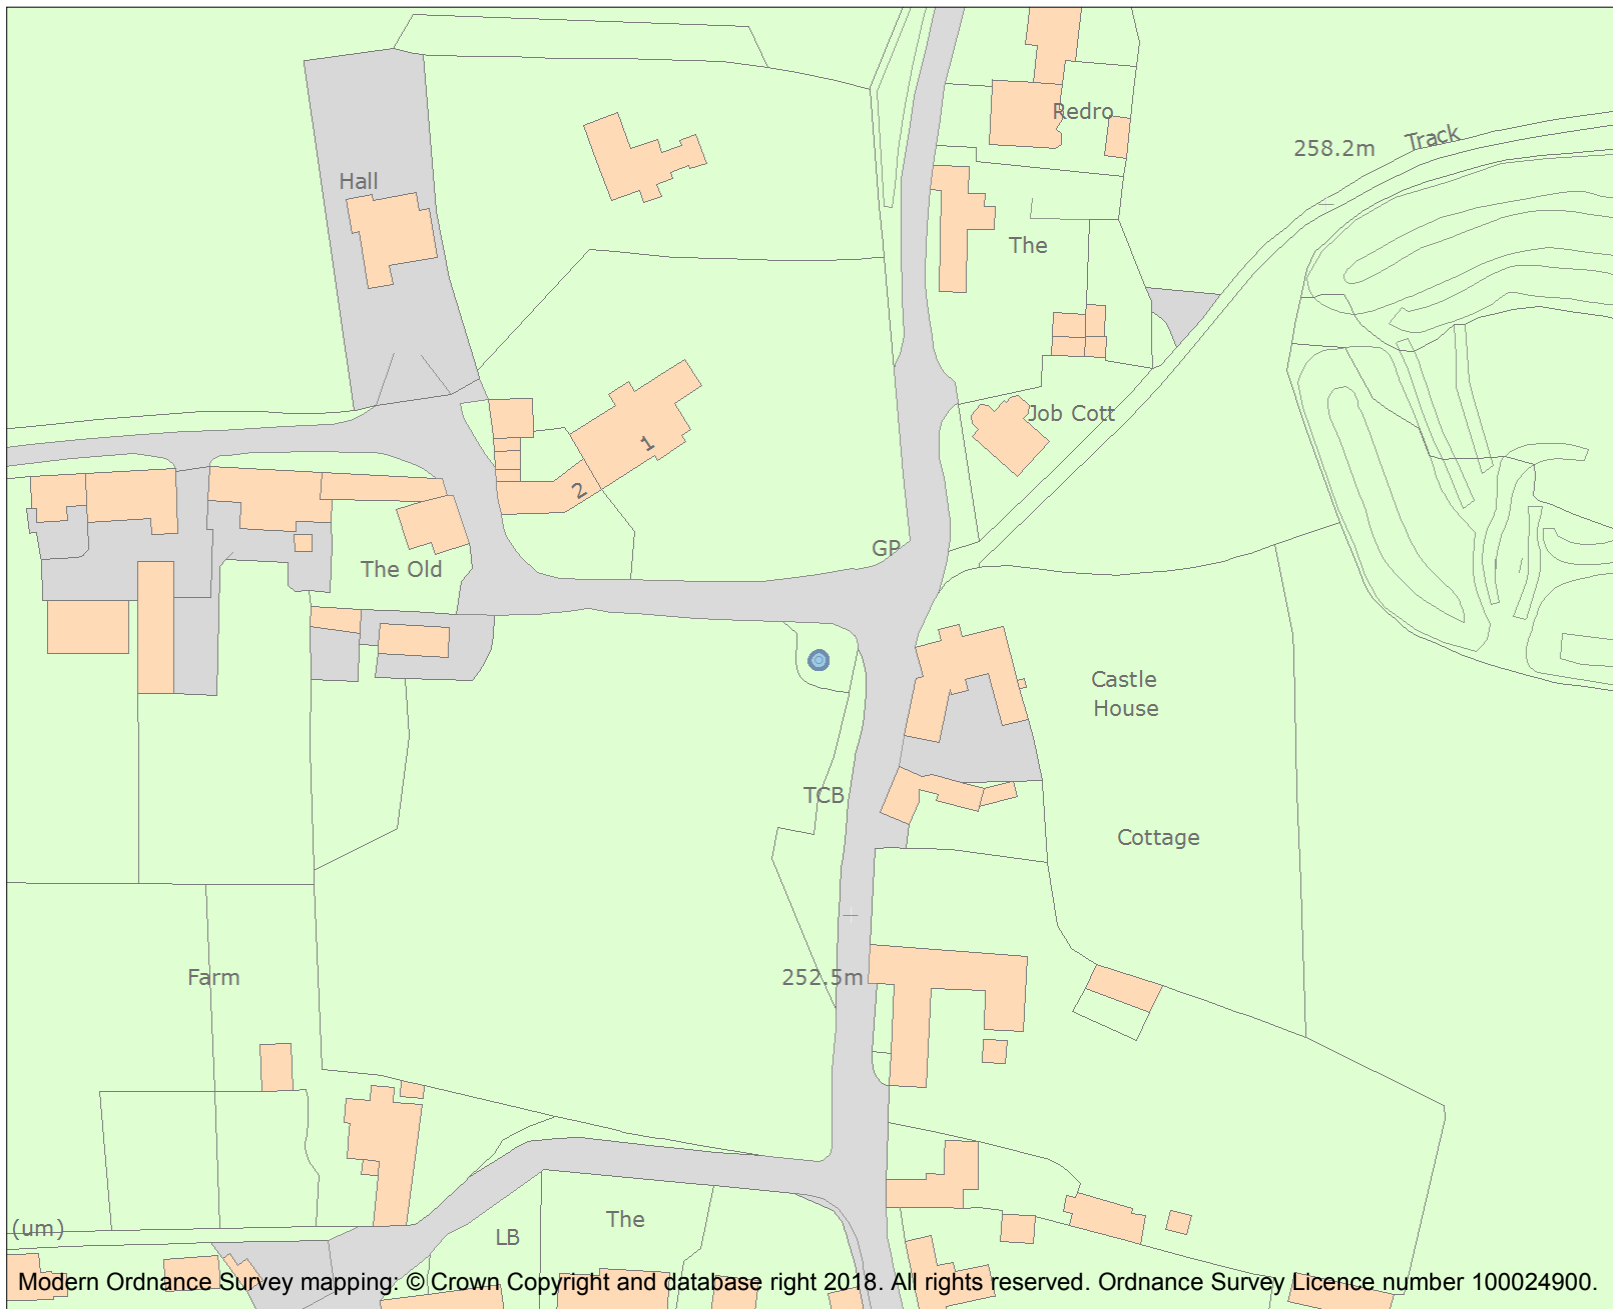 Redro
Track
258.2m
Hall
The
Job Cott
1
2
GP
The Old
Castle
House
TCB
Cottage
Farm
252.5m
The
(um)
LB
Modern Ordnance Survey mapping: © Crown Copyright and database right 2018. All rights reserved. Ordnance Survey Licence number 100024900.